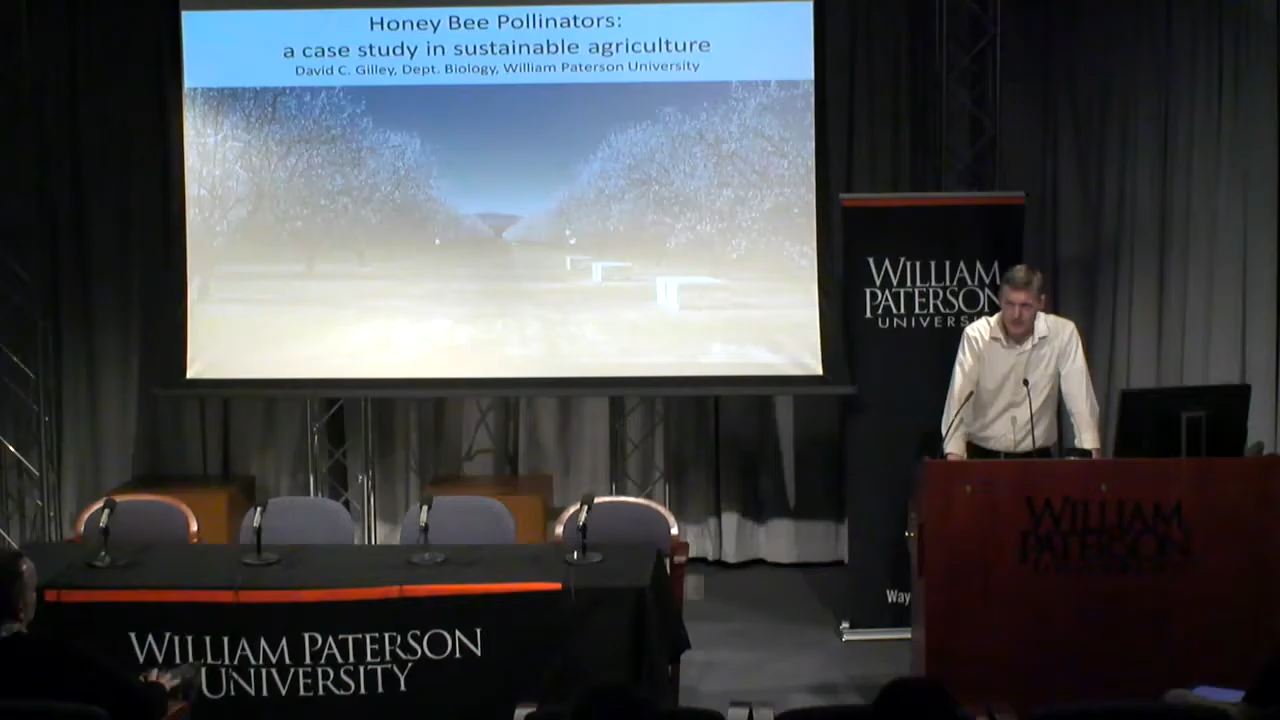 Honey Bee Pollinators:
a case study in sustainable agriculture
David C. Gilley, Dept. Biology, William Paterson University
WILLIAM
PATERSON
UNIVERSI
Way
WILLIAM
PATERSON
WILLIAM PATERSON
UNIVERSITY